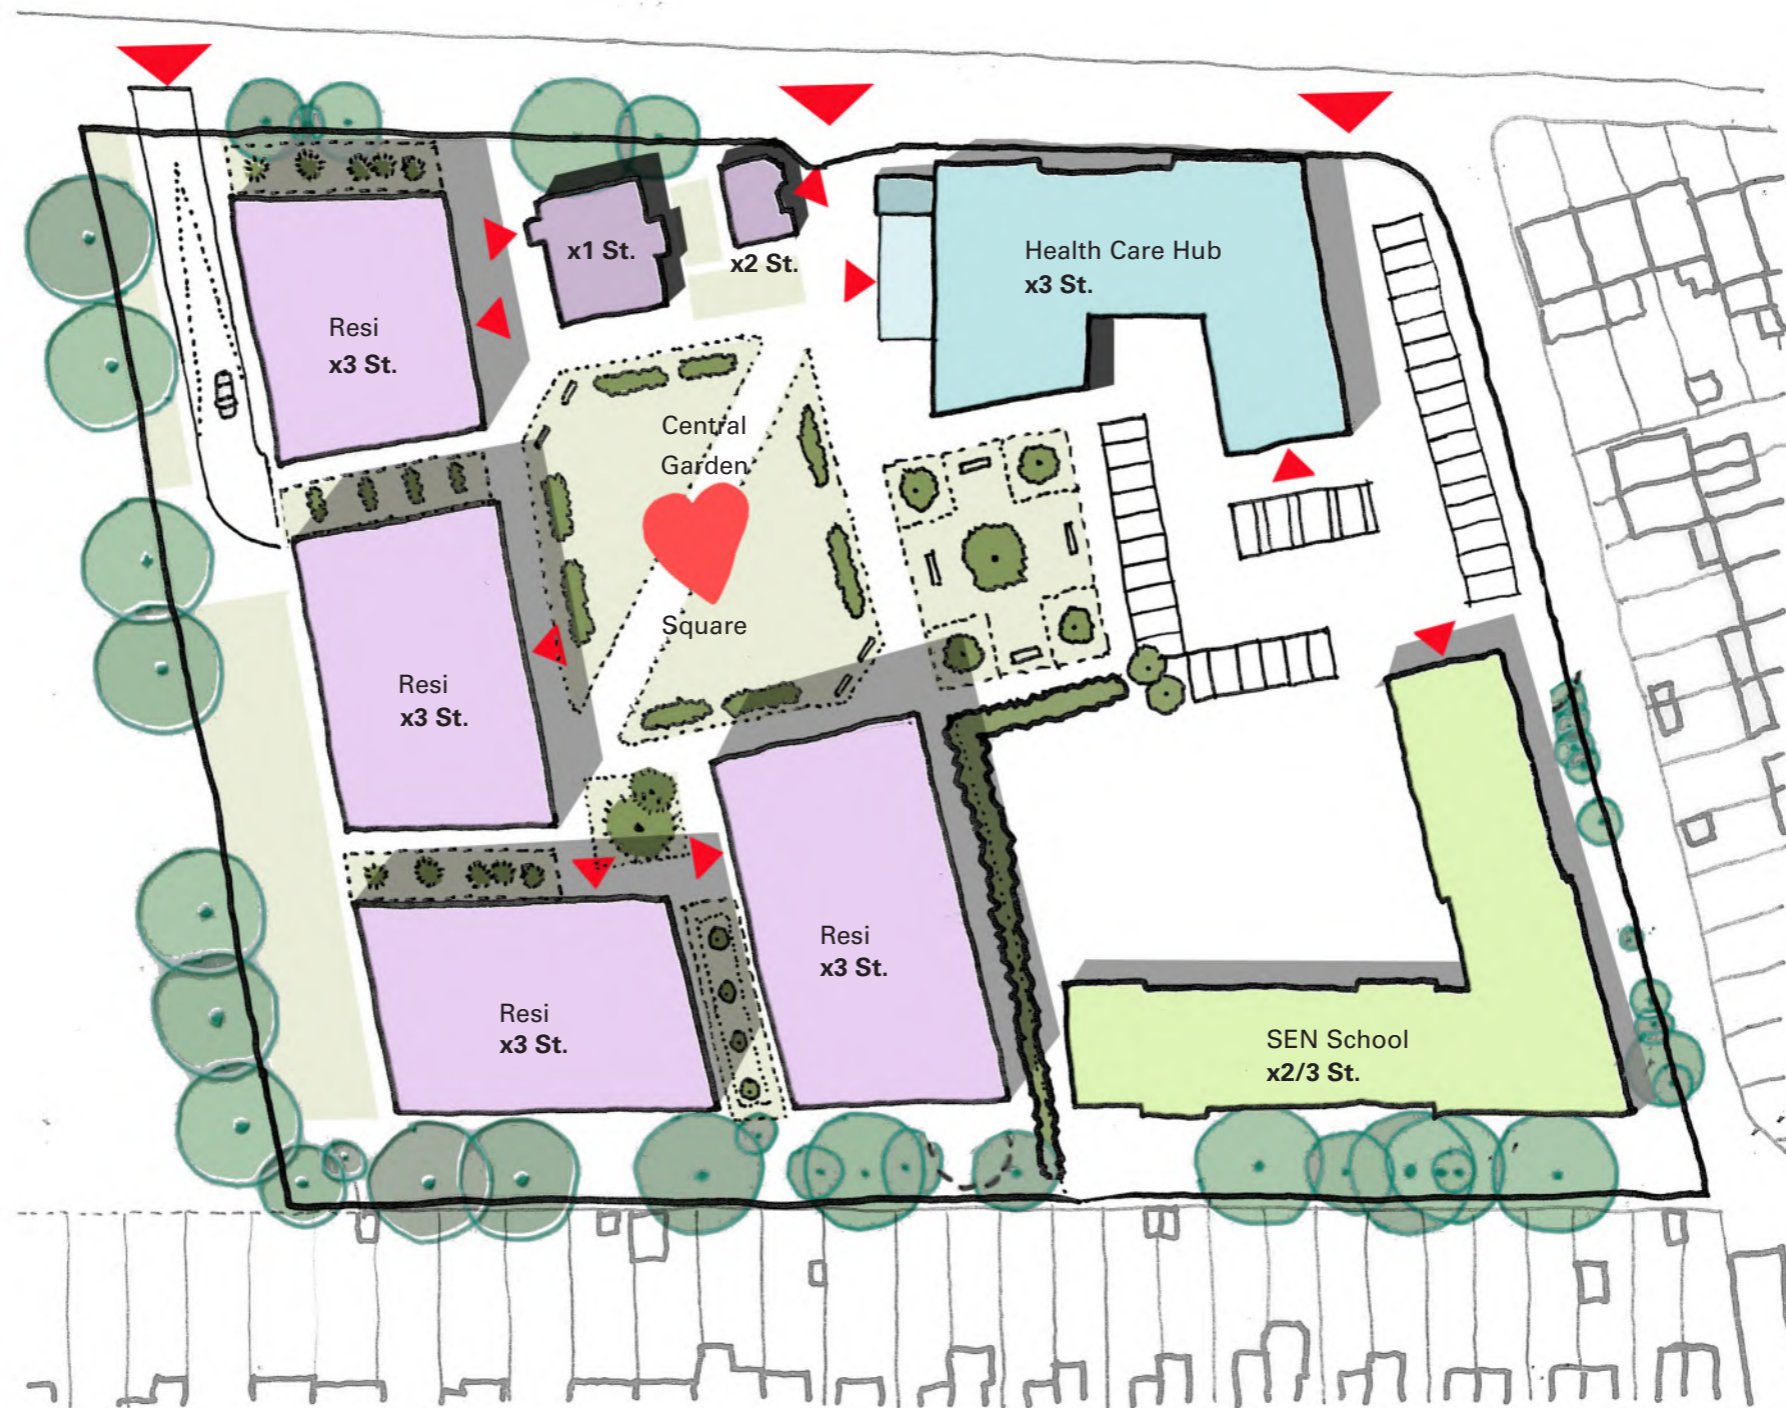 x1 St.
x2 St.
Health Care Hub
x3 St.
Resi
x3 St.
Central
Garden
Square
Resi
x3 St.
Resi
x3 St.
Resi
x3 St.
SEN School
x2/3 St.